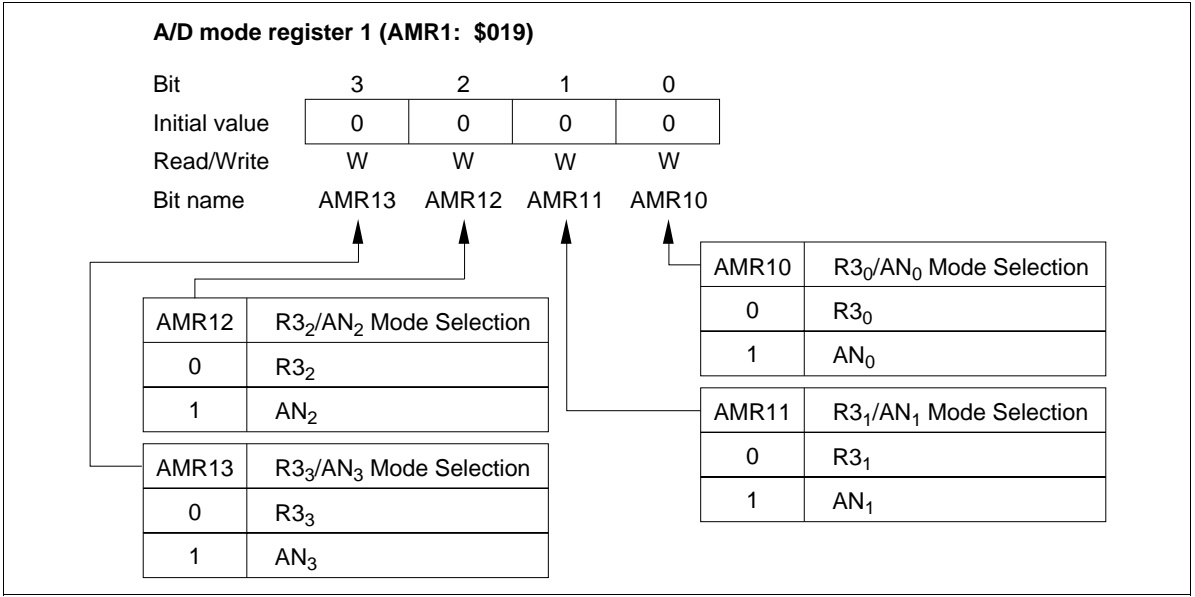 A/D mode register 1 (AMR1: $019)
Bit 3 2 1 0
Initial value 0 0 0 0
Read/Write W W W W
Bit name AMR13 AMR12 AMR11 AMR10
AMR10 R3₀/AN₀ Mode Selection
0 R3₀
1 AN₀
AMR12 R3₂/AN₂ Mode Selection
0 R3₂
1 AN₂
AMR11 R3₁/AN₁ Mode Selection
0 R3₁
1 AN₁
AMR13 R3₃/AN₃ Mode Selection
0 R3₃
1 AN₃